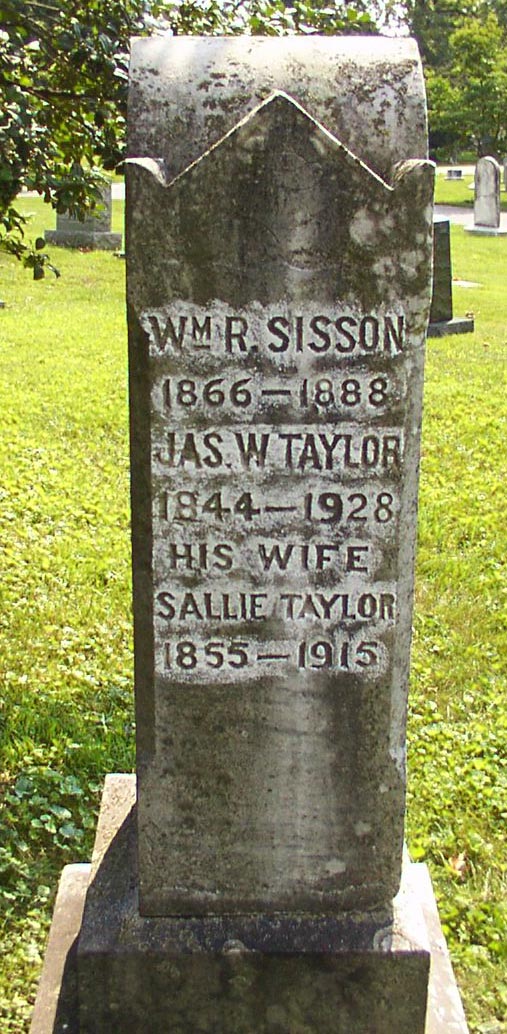 WM R. SISSON
1866—1888
JAS. W TAYLOR
1844—1928
HIS WIFE
SALLIE TAYLOR
1855—1915